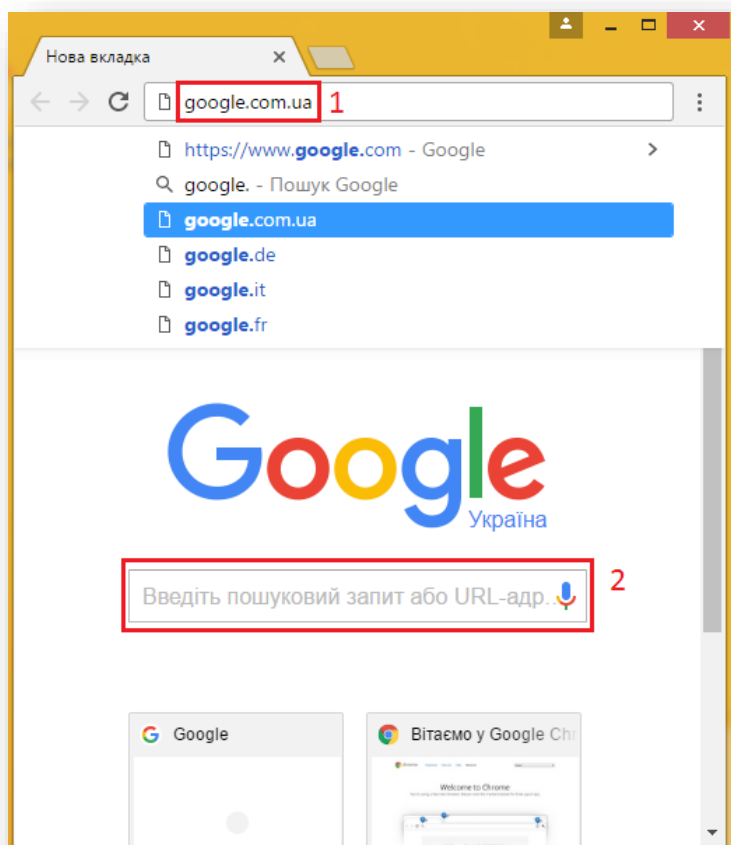 Нова вкладка
google.com.ua 1
https://www.google.com - Google
google. - Пошук Google
google.com.ua
google.de
google.it
google.fr
Google
Україна
Введіть пошуковий запит або URL-адр...
2
Google
Вітаємо у Google Ch
Welcome to Chrome